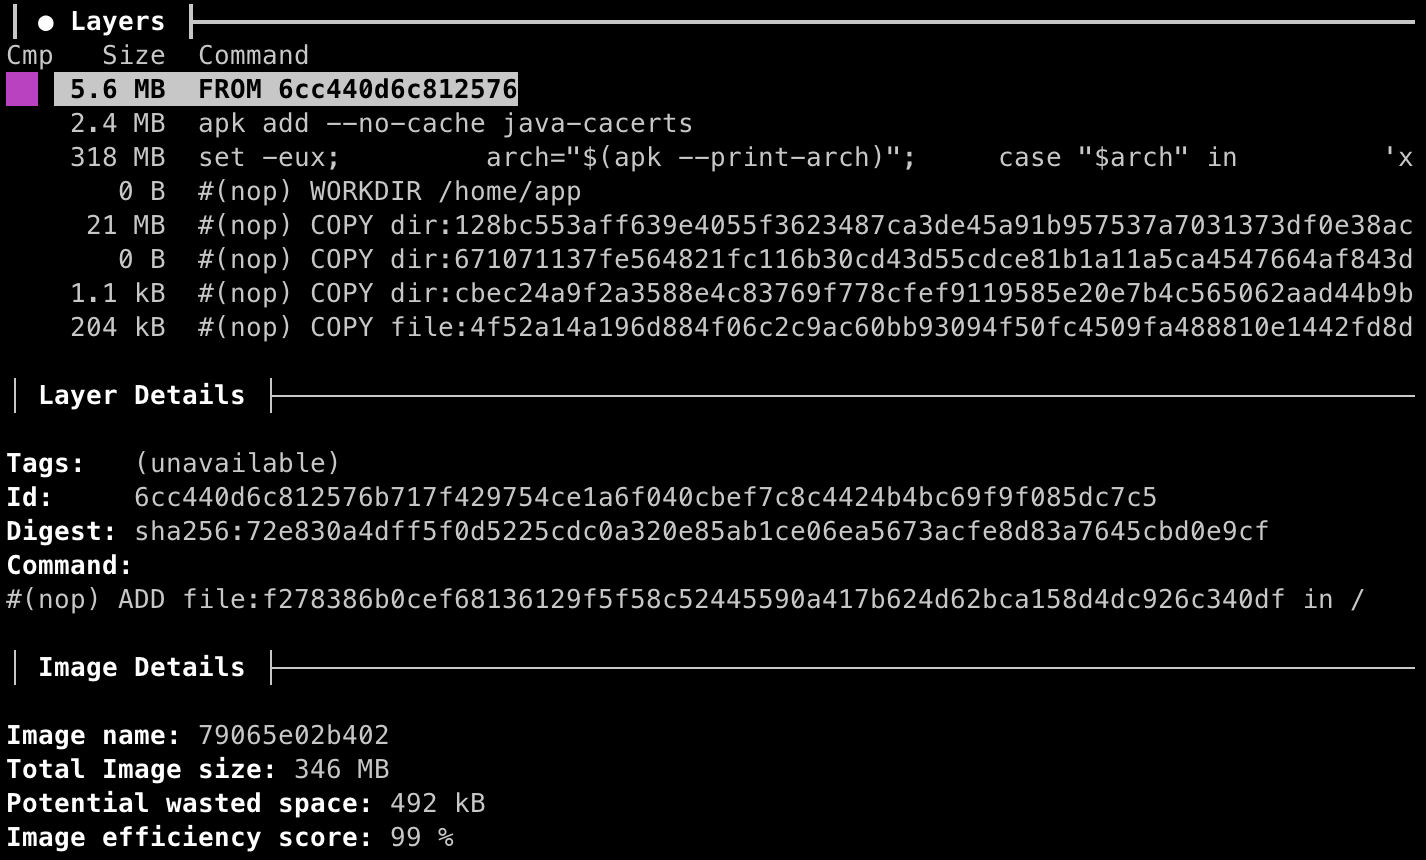 ● Layers
Cmp Size Command
5.6 MB FROM 6cc440d6c812576
2.4 MB apk add --no-cache java-cacerts
318 MB set -eux; arch="$(apk --print-arch)"; case "$arch" in 'x
0 B #(nop) WORKDIR /home/app
21 MB #(nop) COPY dir:128bc553aff639e4055f3623487ca3de45a91b957537a7031373df0e38ac
0 B #(nop) COPY dir:671071137fe564821fc116b30cd43d55cdce81b1a11a5ca4547664af843d
1.1 kB #(nop) COPY dir:cbec24a9f2a3588e4c83769f778cfef9119585e20e7b4c565062aad44b9b
204 kB #(nop) COPY file:4f52a14a196d884f06c2c9ac60bb93094f50fc4509fa488810e1442fd8d
Layer Details
Tags: (unavailable)
Id: 6cc440d6c812576b717f429754ce1a6f040cbef7c8c4424b4bc69f9f085dc7c5
Digest: sha256:72e830a4dff5f0d5225cdc0a320e85ab1ce06ea5673acfe8d83a7645cbd0e9cf
Command:
#(nop) ADD file:f278386b0cef68136129f5f58c52445590a417b624d62bca158d4dc926c340df in /
Image Details
Image name: 79065e02b402
Total Image size: 346 MB
Potential wasted space: 492 kB
Image efficiency score: 99 %